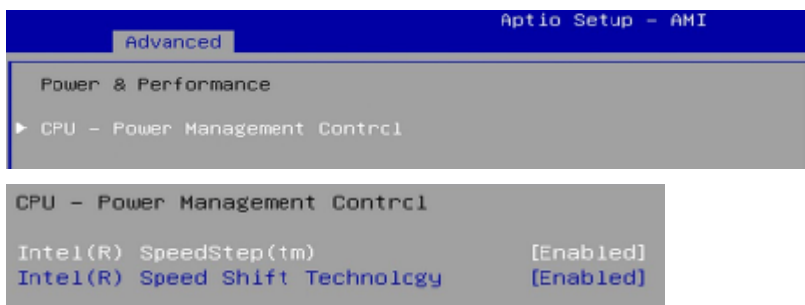 Aptio Setup - AMI
Advanced
Power & Performance
► CPU - Power Management Control
CPU - Power Management Control
Intel(R) SpeedStep(tm) [Enabled]
Intel(R) Speed Shift Technology [Enabled]